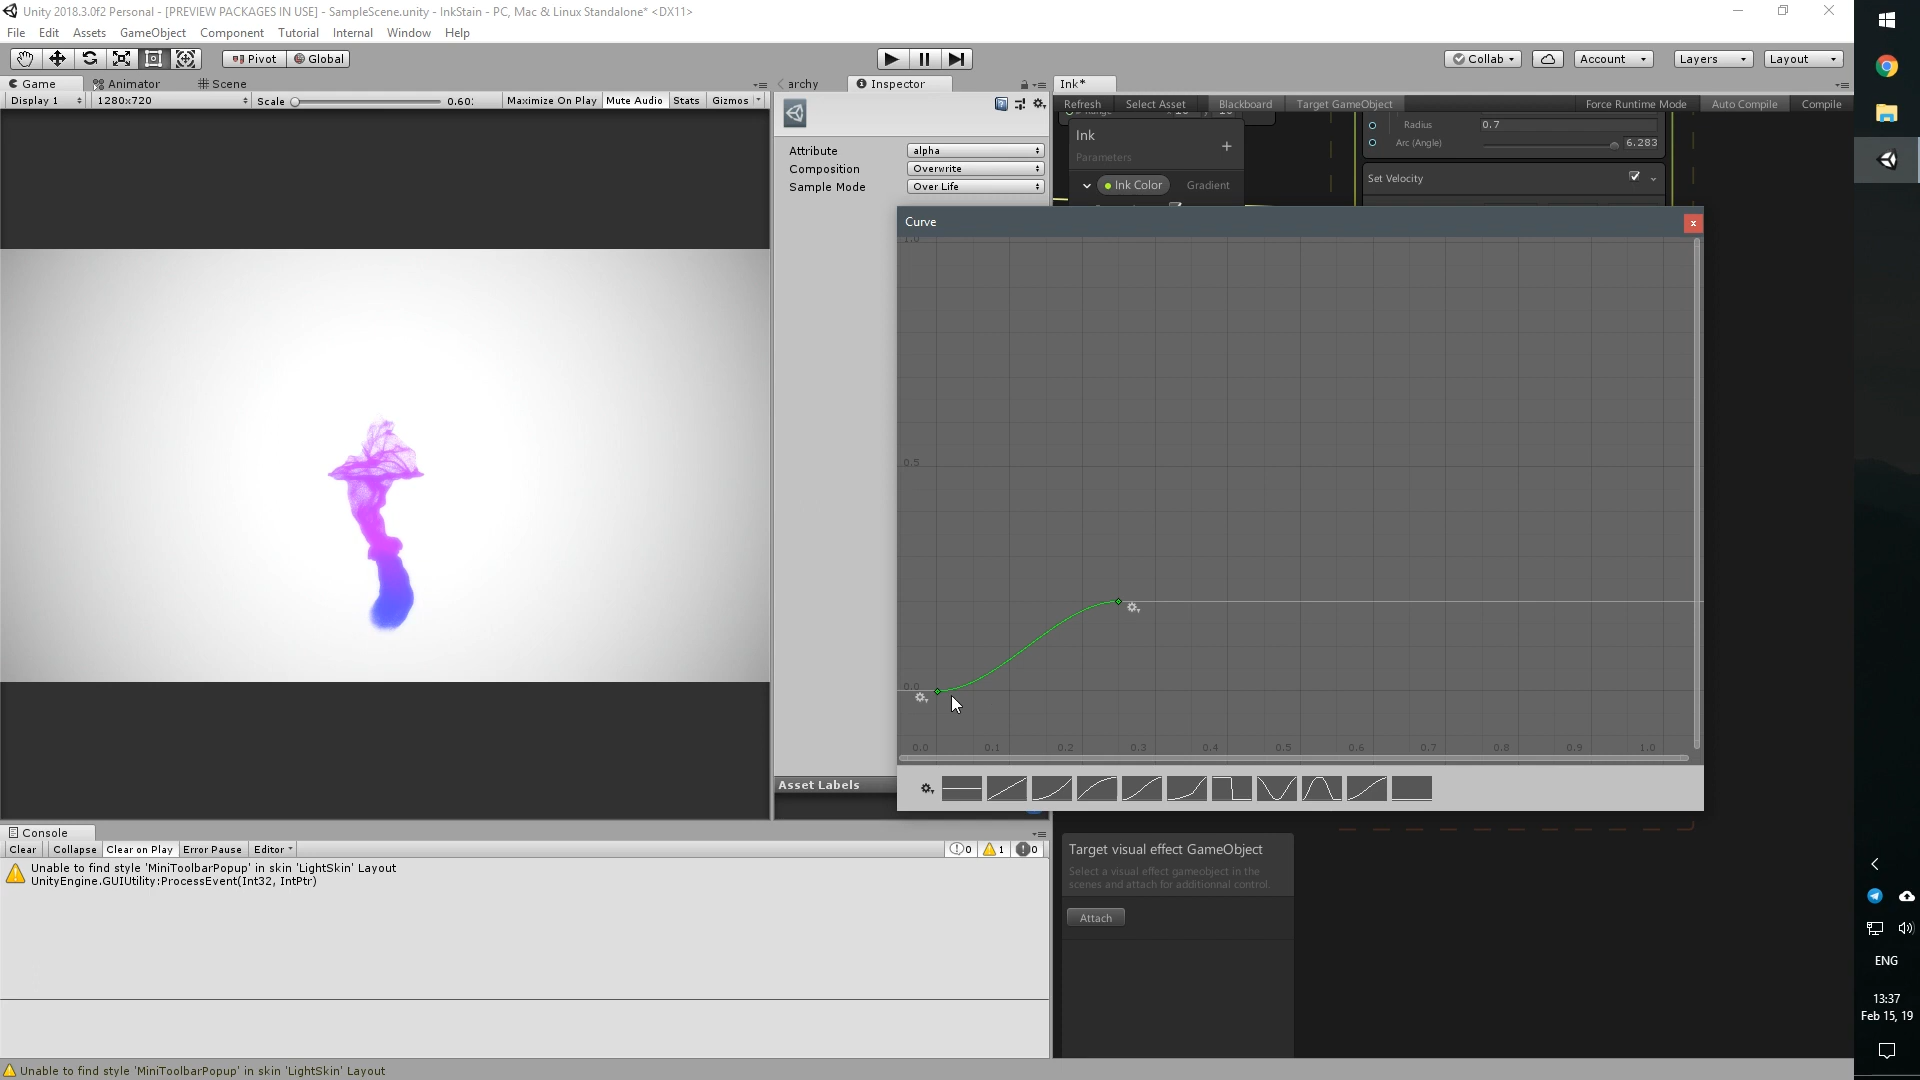 Unity 2018.3.0f2 Personal - [PREVIEW PACKAGES IN USE] - SampleScene.unity - InkStain - PC, Mac & Linux Standalone* <DX11>
File Edit Assets GameObject Component Tutorial Internal Window Help
Pivot Global Collab Account Layers Layout
Game Animator Scene
Display 1 1280x720 Scale 0.60: Maximize On Play Mute Audio Stats Gizmos
archy Inspector
Attribute alpha
Composition Overwrite
Sample Mode Over Life
Ink*
Refresh Select Asset Blackboard Target GameObject Force Runtime Mode Auto Compile Compile
Ink
Parameters
Ink Color Gradient
Radius 0.7
Arc (Angle) 6.283
Set Velocity
Curve
1.0
0.5
0.0
0.0 0.1 0.2 0.3 0.4 0.5 0.6 0.7 0.8 0.9 1.0
Asset Labels
Target visual effect GameObject
Select a visual effect gameobject in the
scenes and attach for additionnal control.
Attach
Console
Clear Collapse Clear on Play Error Pause Editor 0 1 0
Unable to find style 'MiniToolbarPopup' in skin 'LightSkin' Layout
UnityEngine.GUIUtility:ProcessEvent(Int32, IntPtr)
Unable to find style 'MiniToolbarPopup' in skin 'LightSkin' Layout
ENG
13:37
Feb 15, 19